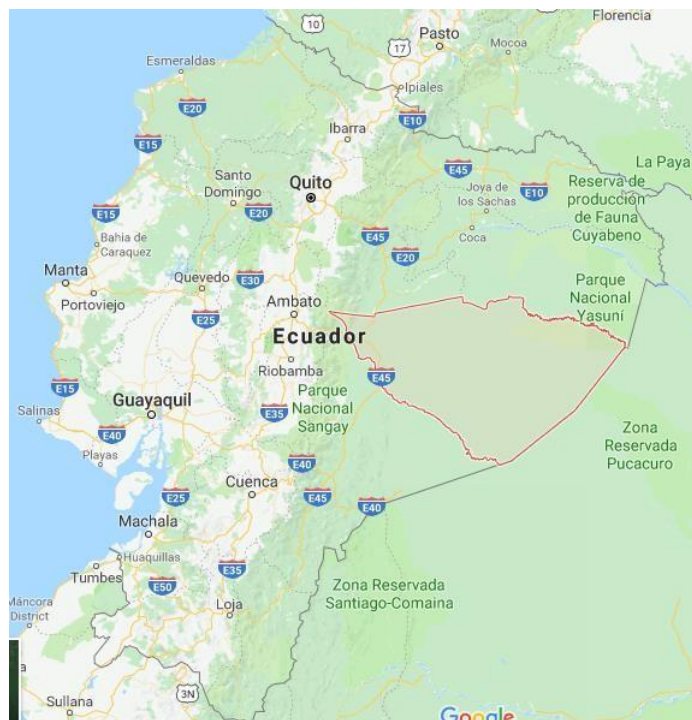 10
Florencia
Pasto
17
Mocoa
Esmeraldas
Ipiales
E20
E10
Ibarra
E15
La Paya
E45
Santo
Domingo
Quito
Joya de
los Sachas
E10
Reserva de
producción
de Fauna
Cuyabeno
E15
E20
E45
Coca
Bahia de
Caraquez
E20
Manta
Quevedo
E30
Parque
Nacional
Yasuní
Portoviejo
Ambato
E25
Ecuador
Riobamba
E15
E45
Parque
Nacional
Sangay
Guayaquil
Salinas
E35
Zona
Reservada
Pucacuro
E40
Playas
E40
Cuenca
E25
E45
E40
Machala
Huaquillas
E35
Tumbes
E50
Zona Reservada
Santiago-Comaina
Máncora
District
Loja
a
3N
Sullana
Google